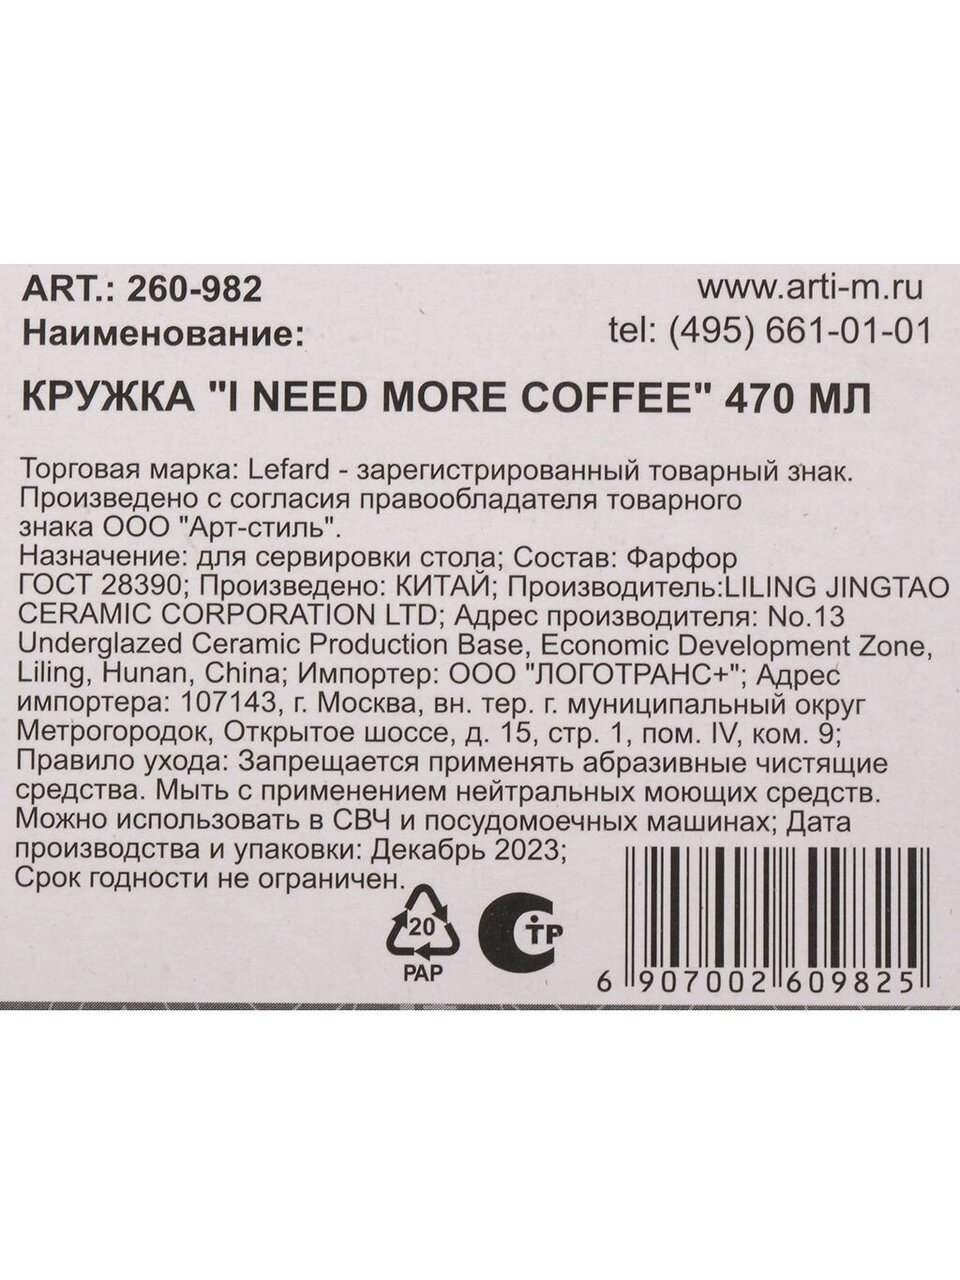 ART.: 260-982
www.arti-m.ru
Наименование:
tel: (495) 661-01-01
КРУЖКА "I NEED MORE COFFEE" 470 МЛ
Торговая марка: Lefard - зарегистрированный товарный знак.
Произведено с согласия правообладателя товарного
знака ООО "Арт-стиль".
Назначение: для сервировки стола; Состав: Фарфор
ГОСТ 28390; Произведено: КИТАЙ; Производитель:LILING JINGTAO
CERAMIC CORPORATION LTD; Адрес производителя: No.13
Underglazed Ceramic Production Base, Economic Development Zone,
Liling, Hunan, China; Импортер: ООО "ЛОГОТРАНС+"; Адрес
импортера: 107143, г. Москва, вн. тер. г. муниципальный округ
Метрогородок, Открытое шоссе, д. 15, стр. 1, пом. IV, ком. 9;
Правило ухода: Запрещается применять абразивные чистящие
средства. Мыть с применением нейтральных моющих средств.
Можно использовать в СВЧ и посудомоечных машинах; Дата
производства и упаковки: Декабрь 2023;
Срок годности не ограничен.
20
PAP
СТР
6 907002 609825